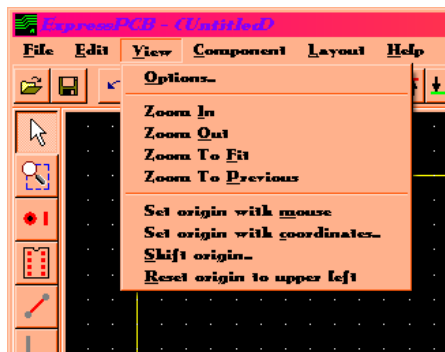 ExpressPCB - (Untitled)
File Edit View Component Layout Help
Options...
Zoom In
Zoom Out
Zoom To Fit
Zoom To Previous
Set origin with mouse
Set origin with coordinates...
Shift origin...
Reset origin to upper left